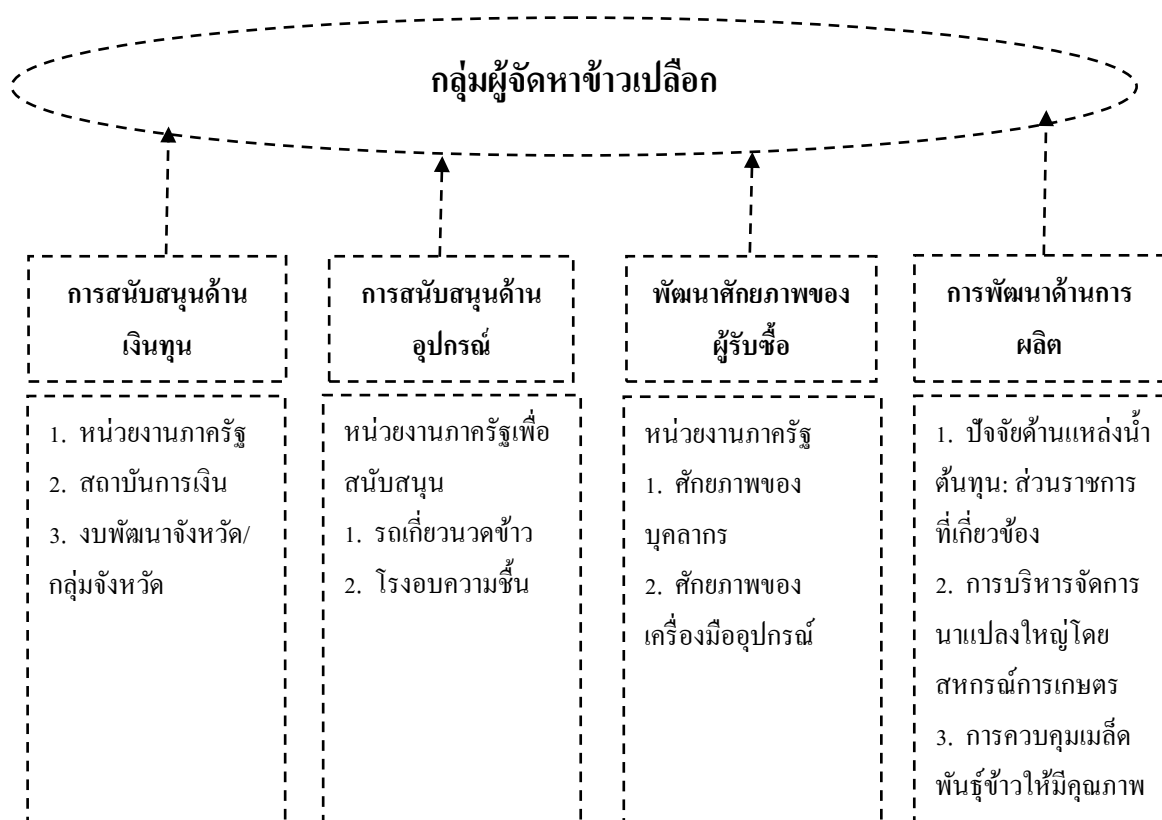 กลุ่มผู้จัดหาข้าวเปลือก
การสนับสนุนด้าน
เงินทุน
1. หน่วยงานภาครัฐ
2. สถาบันการเงิน
3. งบพัฒนาจังหวัด/
กลุ่มจังหวัด
การสนับสนุนด้าน
อุปกรณ์
หน่วยงานภาครัฐเพื่อ
สนับสนุน
1. รถเกี่ยวนวดข้าว
2. โรงอบความชื้น
พัฒนาศักยภาพของ
ผู้รับซื้อ
หน่วยงานภาครัฐ
1. ศักยภาพของ
บุคลากร
2. ศักยภาพของ
เครื่องมืออุปกรณ์
การพัฒนาด้านการ
ผลิต
1. ปัจจัยด้านแหล่งน้ำ
ต้นทุน: ส่วนราชการ
ที่เกี่ยวข้อง
2. การบริหารจัดการ
นาแปลงใหญ่โดย
สหกรณ์การเกษตร
3. การควบคุมเมล็ด
พันธุ์ข้าวให้มีคุณภาพ